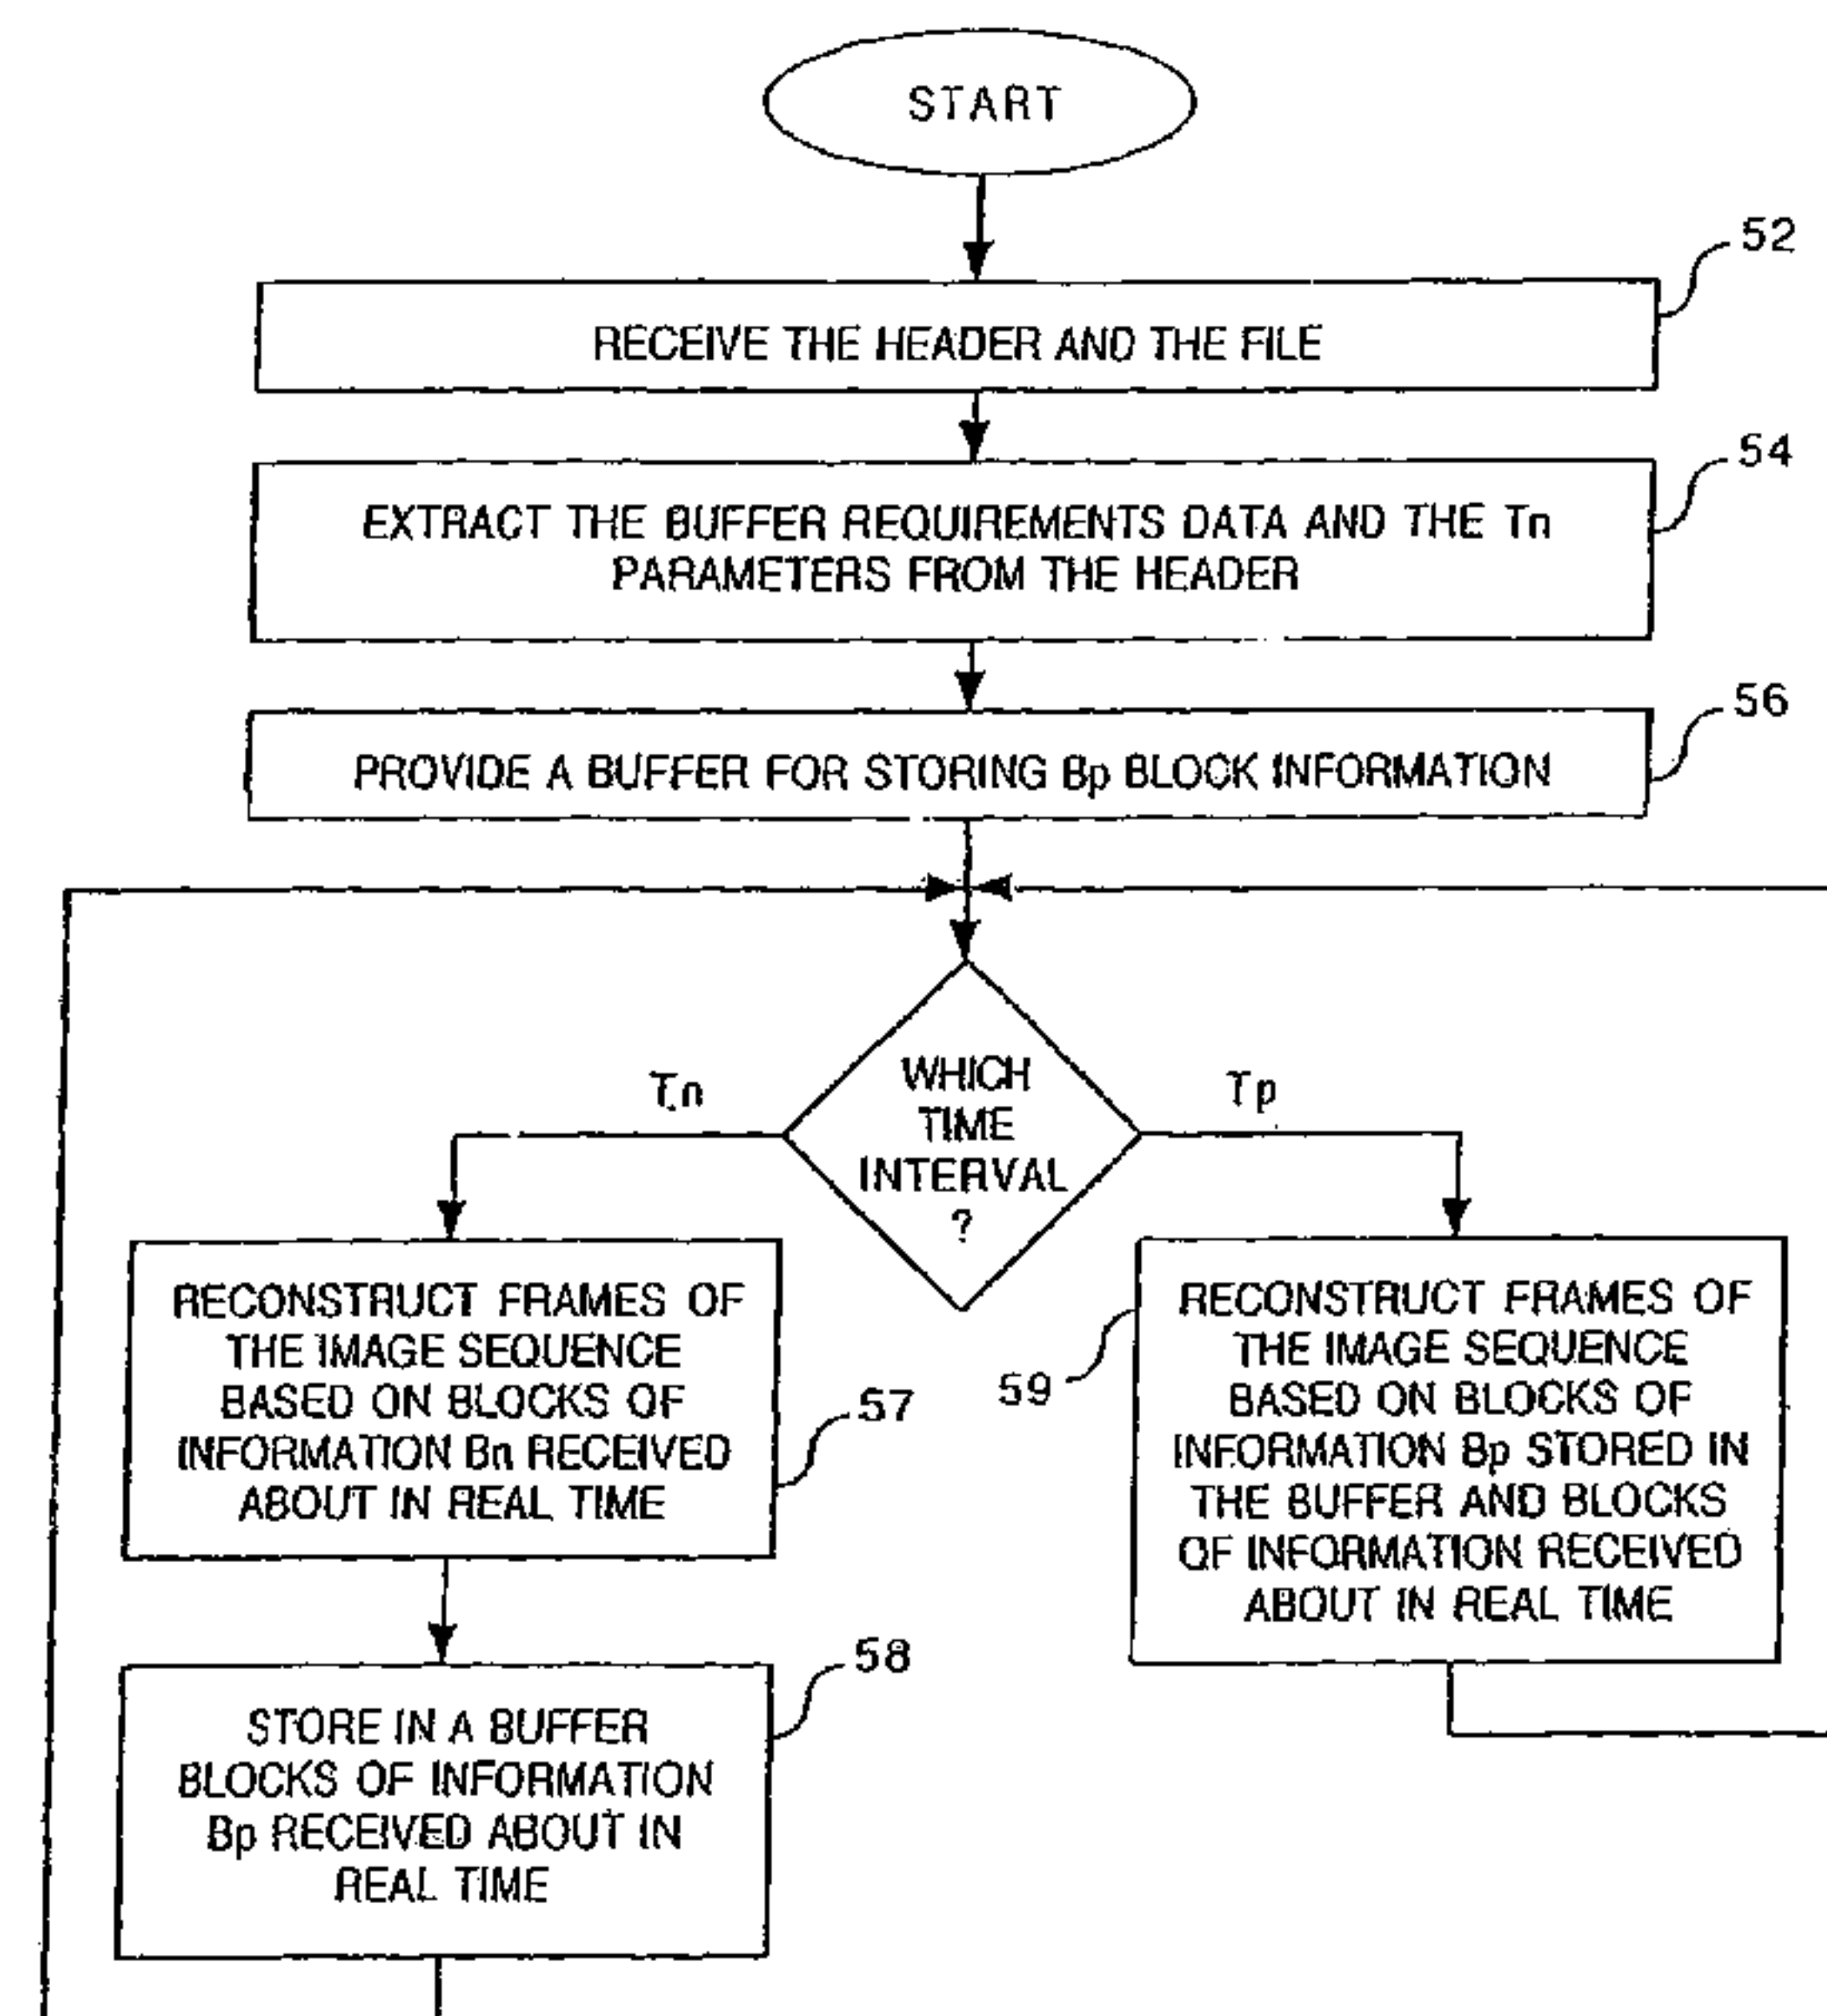 START
52
RECEIVE THE HEADER AND THE FILE
54
EXTRACT THE BUFFER REQUIREMENTS DATA AND THE Tn
PARAMETERS FROM THE HEADER
56
PROVIDE A BUFFER FOR STORING Bp BLOCK INFORMATION
WHICH
TIME
INTERVAL
?
Tn
Tp
RECONSTRUCT FRAMES OF
THE IMAGE SEQUENCE
BASED ON BLOCKS OF
INFORMATION Bn RECEIVED
ABOUT IN REAL TIME
57
59
RECONSTRUCT FRAMES OF
THE IMAGE SEQUENCE
BASED ON BLOCKS OF
INFORMATION Bp STORED IN
THE BUFFER AND BLOCKS
OF INFORMATION RECEIVED
ABOUT IN REAL TIME
58
STORE IN A BUFFER
BLOCKS OF INFORMATION
Bp RECEIVED ABOUT IN
REAL TIME